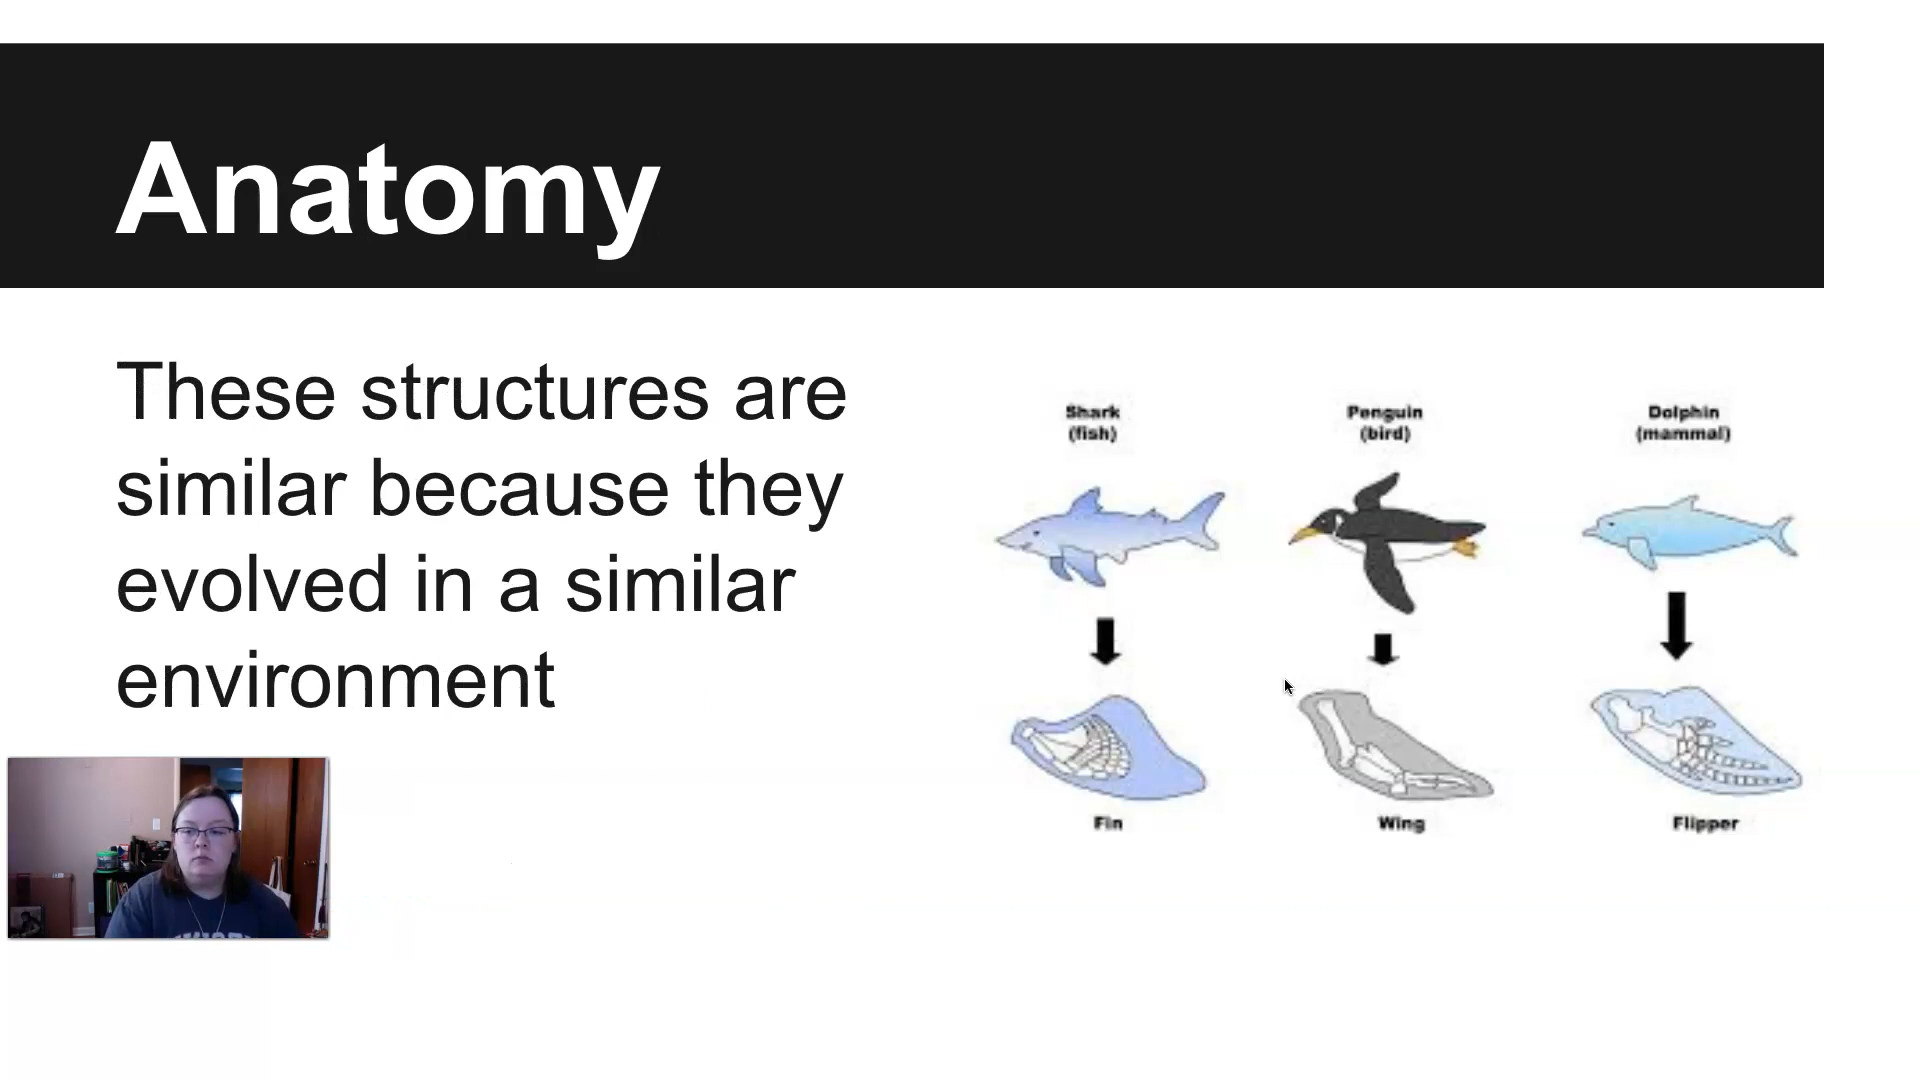 Anatomy
These structures are
similar because they
evolved in a similar
environment
Shark
(fish)
Penguin
(bird)
Dolphin
(mammal)
Fin
Wing
Flipper